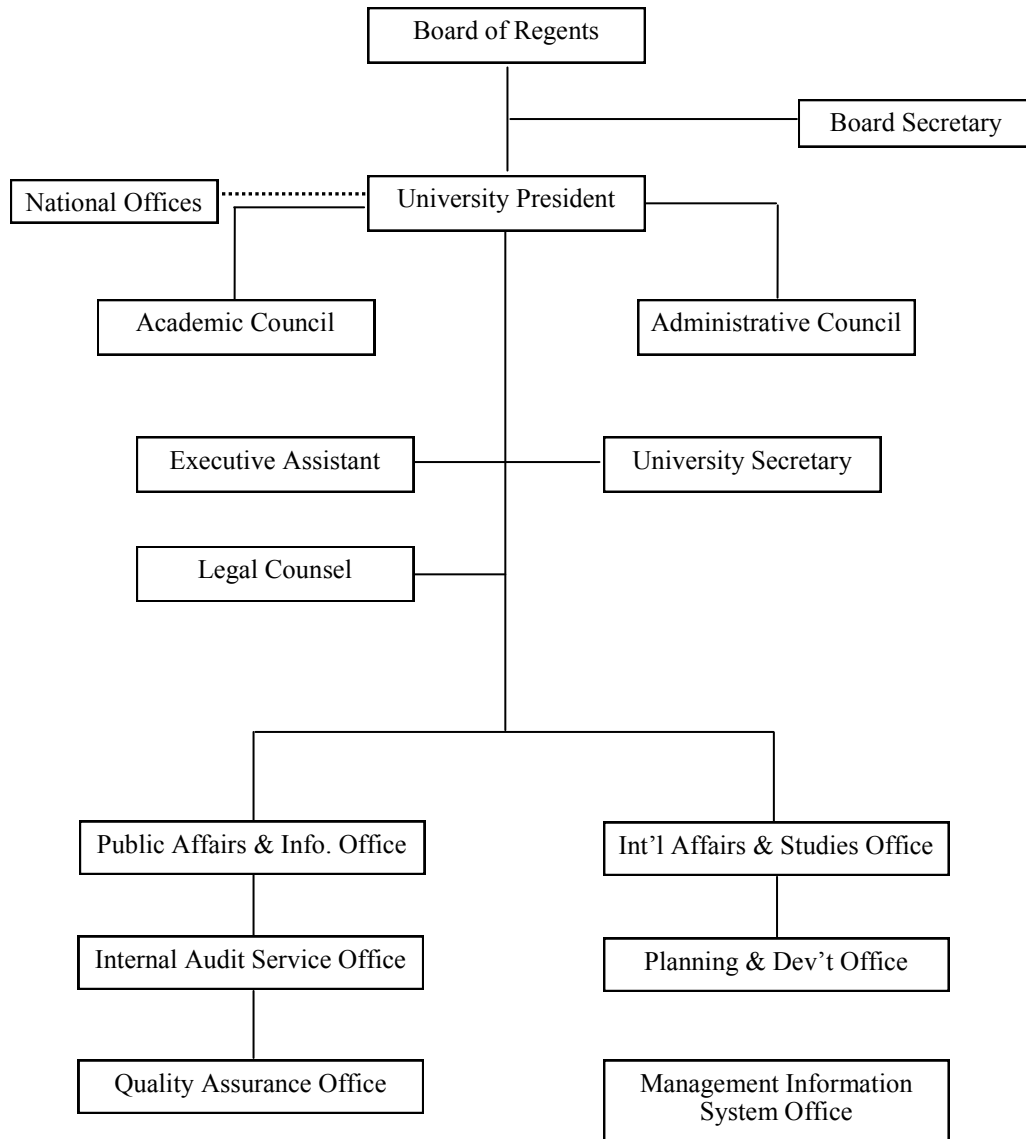 Board of Regents
Board Secretary
National Offices
University President
Academic Council
Administrative Council
Executive Assistant
University Secretary
Legal Counsel
Public Affairs & Info. Office
Int’l Affairs & Studies Office
Internal Audit Service Office
Planning & Dev’t Office
Quality Assurance Office
Management Information
System Office